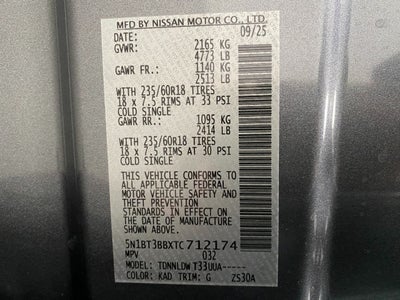 MFD BY NISSAN MOTOR CO., LTD.
DATE: 09/25
GVWR: 2165 KG
4773 LB
GAWR FR.: 1140 KG
2513 LB
WITH 235/60R18 TIRES
18 x 7.5 RIMS AT 33 PSI
COLD SINGLE
GAWR RR.: 1095 KG
2414 LB
WITH 235/60R18 TIRES
18 x 7.5 RIMS AT 30 PSI
COLD SINGLE
THIS VEHICLE CONFORMS TO ALL
APPLICABLE FEDERAL MOTOR
VEHICLE SAFETY AND
THEFT PREVENTION
STANDARDS IN EFFECT ON
THE DATE OF MANUFACTURE
SHOWN ABOVE
5N1BT3BBXTC712174
MPV 032
MODEL: TDNNLDWT33UUA-----
COLOR: KAD TRIM: G ZS30A